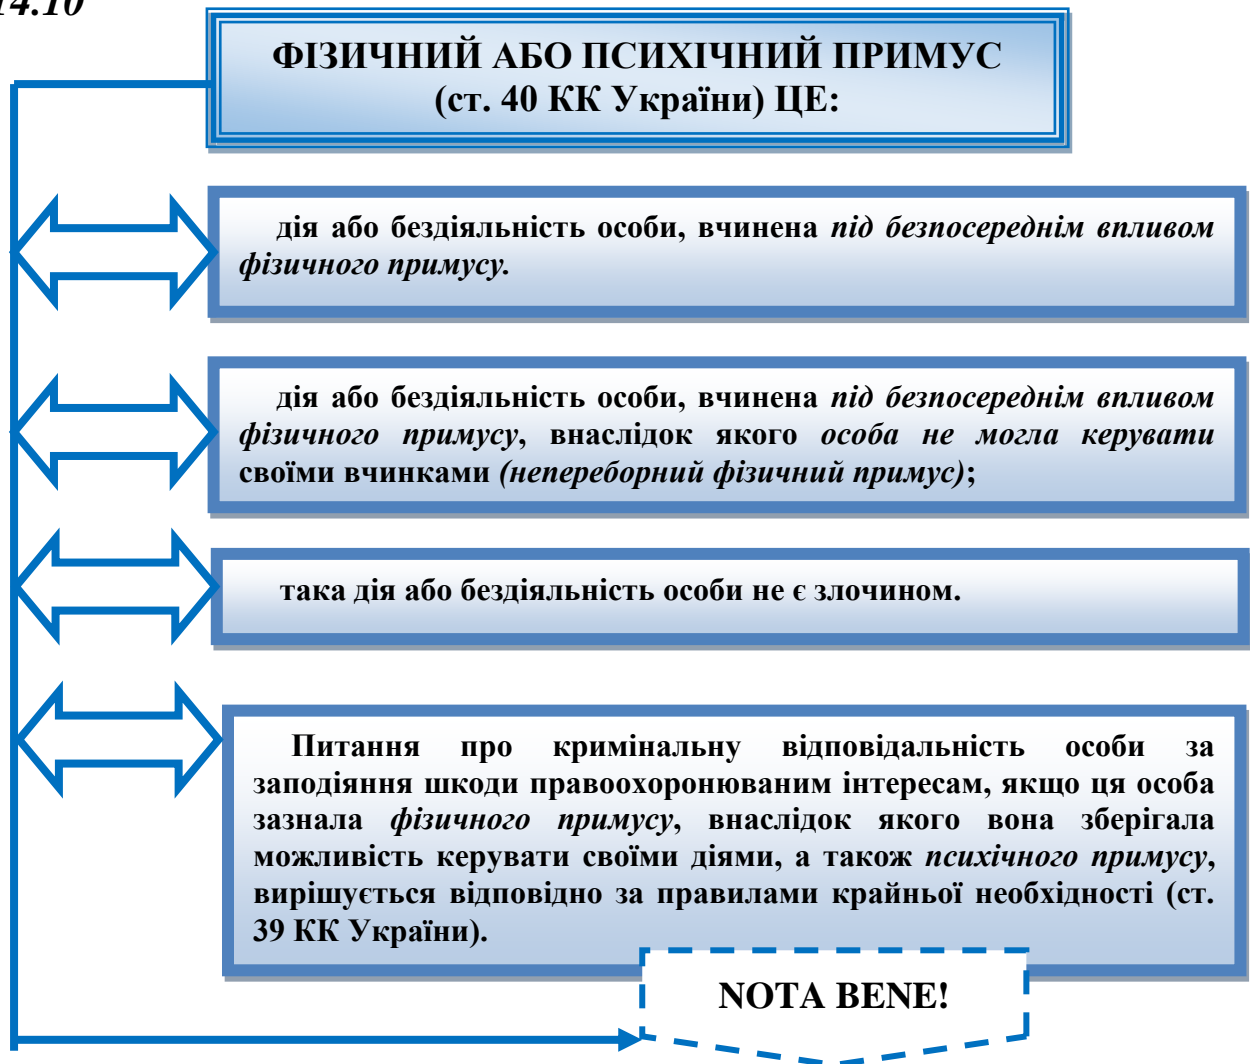 14.10
ФІЗИЧНИЙ АБО ПСИХІЧНИЙ ПРИМУС
(ст. 40 КК України) ЦЕ:
дія або бездіяльність особи, вчинена під безпосереднім впливом
фізичного примусу.
дія або бездіяльність особи, вчинена під безпосереднім впливом
фізичного примусу, внаслідок якого особа не могла керувати
своїми вчинками (непереборний фізичний примус);
така дія або бездіяльність особи не є злочином.
Питання про кримінальну відповідальність особи за
заподіяння шкоди правоохоронюваним інтересам, якщо ця особа
зазнала фізичного примусу, внаслідок якого вона зберігала
можливість керувати своїми діями, а також психічного примусу,
вирішується відповідно за правилами крайньої необхідності (ст.
39 КК України).
NOTA BENE!